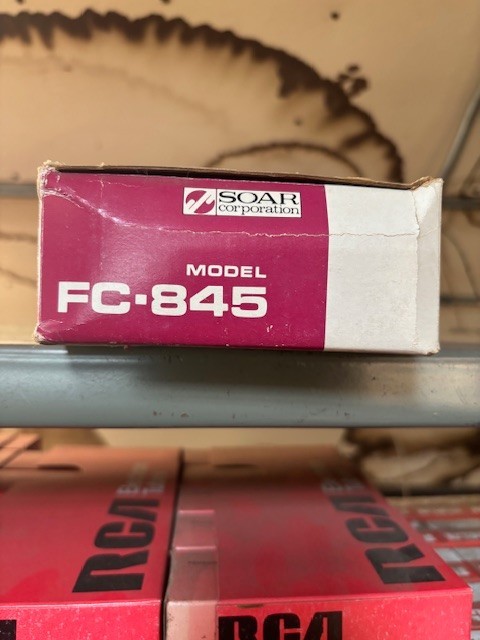 SOAR
corporation
MODEL
FC-845
RCA
RCA
RCA